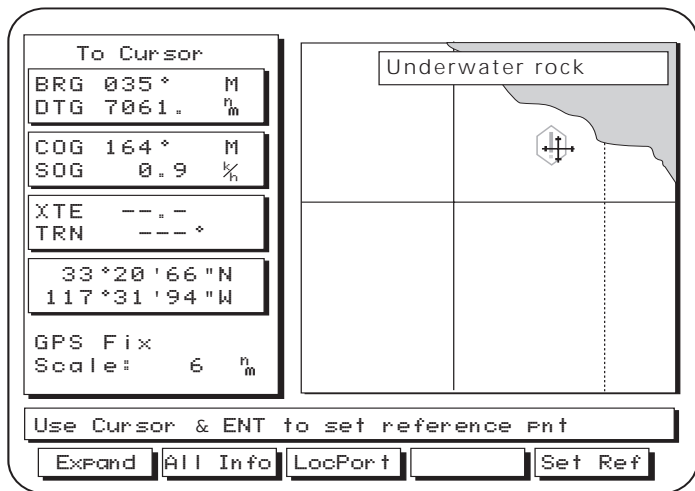 To Cursor
BRG 035° M
DTG 7061. nm
COG 164° M
SOG 0.9 k/h
XTE --.-
TRN ---°
33°20'66"N
117°31'94"W
GPS Fix
Scale: 6 nm
Underwater rock
!
Use Cursor & ENT to set reference pnt
Expand All Info LocPort Set Ref